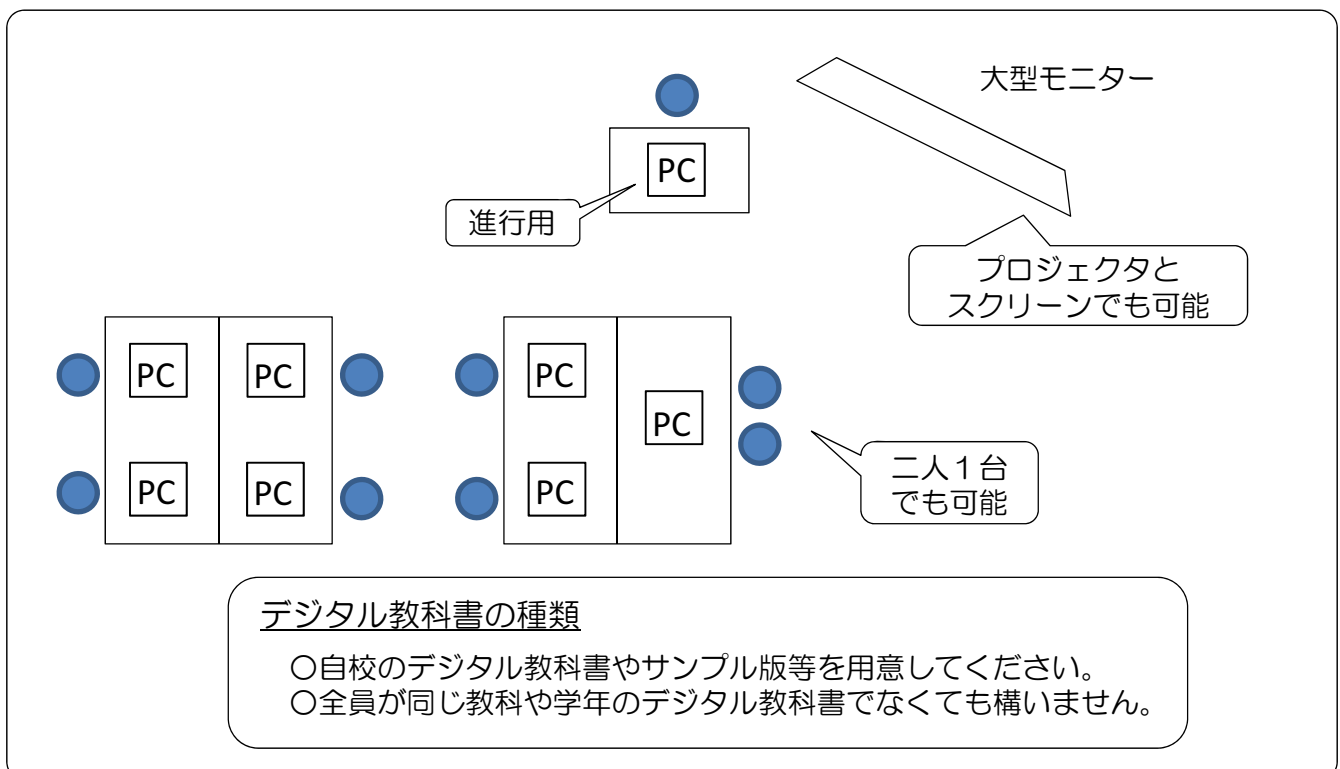 大型モニター
PC
進行用
プロジェクタと
スクリーンでも可能
PC
PC
PC
PC
PC
PC
PC
PC
二人１台
でも可能
デジタル教科書の種類
○自校のデジタル教科書やサンプル版等を用意してください。
○全員が同じ教科や学年のデジタル教科書でなくても構いません。